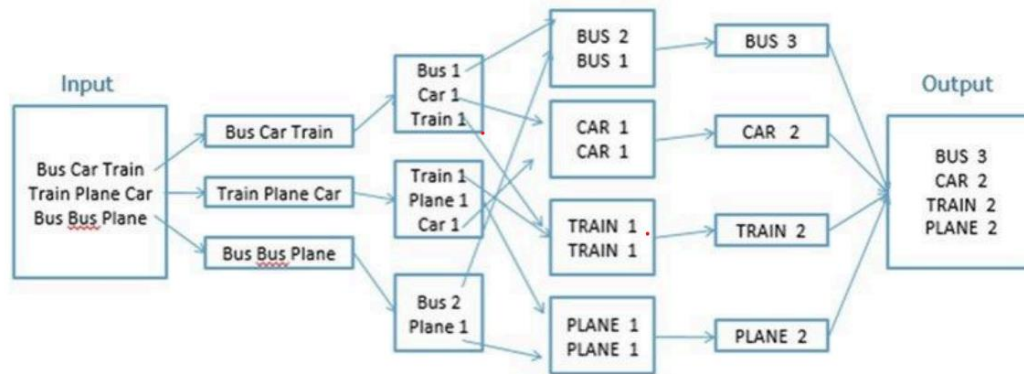 Input
Bus Car Train
Train Plane Car
Bus Bus Plane
Bus Car Train
Train Plane Car
Bus Bus Plane
Bus 1
Car 1
Train 1
Train 1
Plane 1
Car 1
Bus 2
Plane 1
BUS 2
BUS 1
CAR 1
CAR 1
TRAIN 1
TRAIN 1
PLANE 1
PLANE 1
BUS 3
CAR 2
TRAIN 2
PLANE 2
Output
BUS 3
CAR 2
TRAIN 2
PLANE 2